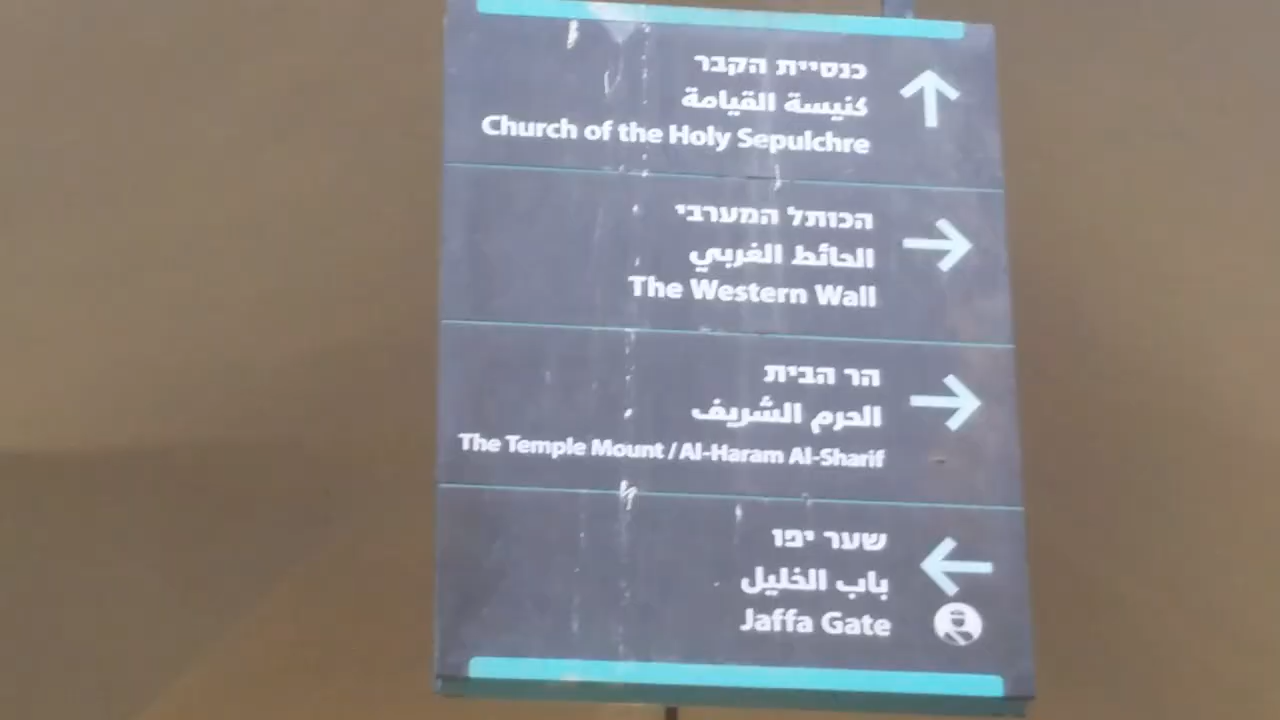 כנסיית הקבר
كنيسة القيامة
Church of the Holy Sepulchre
הכותל המערבי
الحائط الغربي
The Western Wall
הר הבית
الحرم الشريف
The Temple Mount / Al-Haram Al-Sharif
שער יפו
باب الخليل
Jaffa Gate